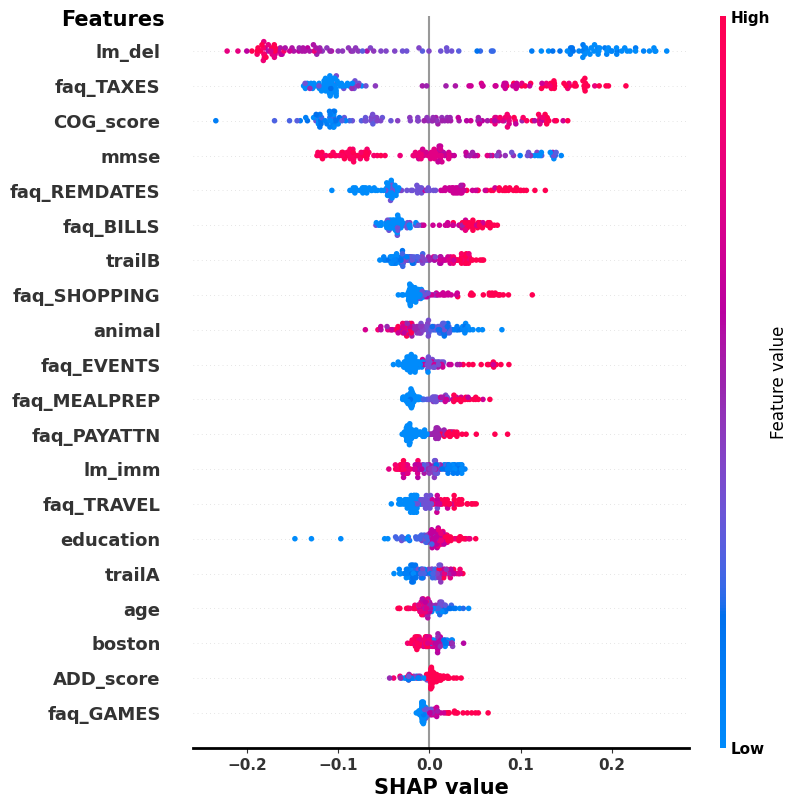 Features
High
lm_del
faq_TAXES
COG_score
mmse
faq_REMDATES
faq_BILLS
trailB
faq_SHOPPING
animal
faq_EVENTS
faq_MEALPREP
faq_PAYATTN
lm_imm
faq_TRAVEL
education
trailA
age
boston
ADD_score
faq_GAMES
Feature value
Low
−0.2 −0.1 0.0 0.1 0.2
SHAP value